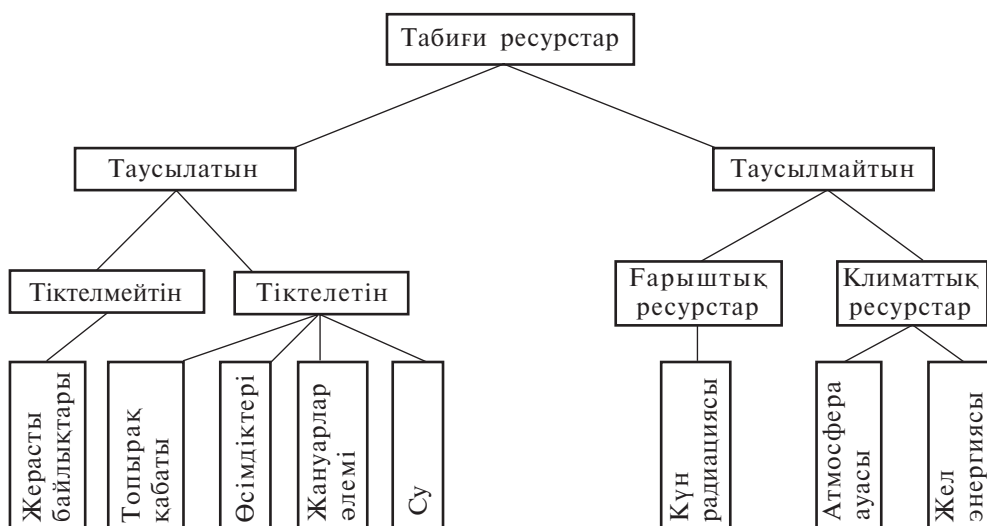 Табиғи ресурстар
Таусылатын
Таусылмайтын
Тіктелмейтін
Тіктелетін
Ғарыштық
ресурстар
Климаттық
ресурстар
Жерасты
байлықтары
Топырақ
қабаты
Өсімдіктері
Жануарлар
әлемі
Су
Күн
радиациясы
Атмосфера
ауасы
Жел
энергиясы